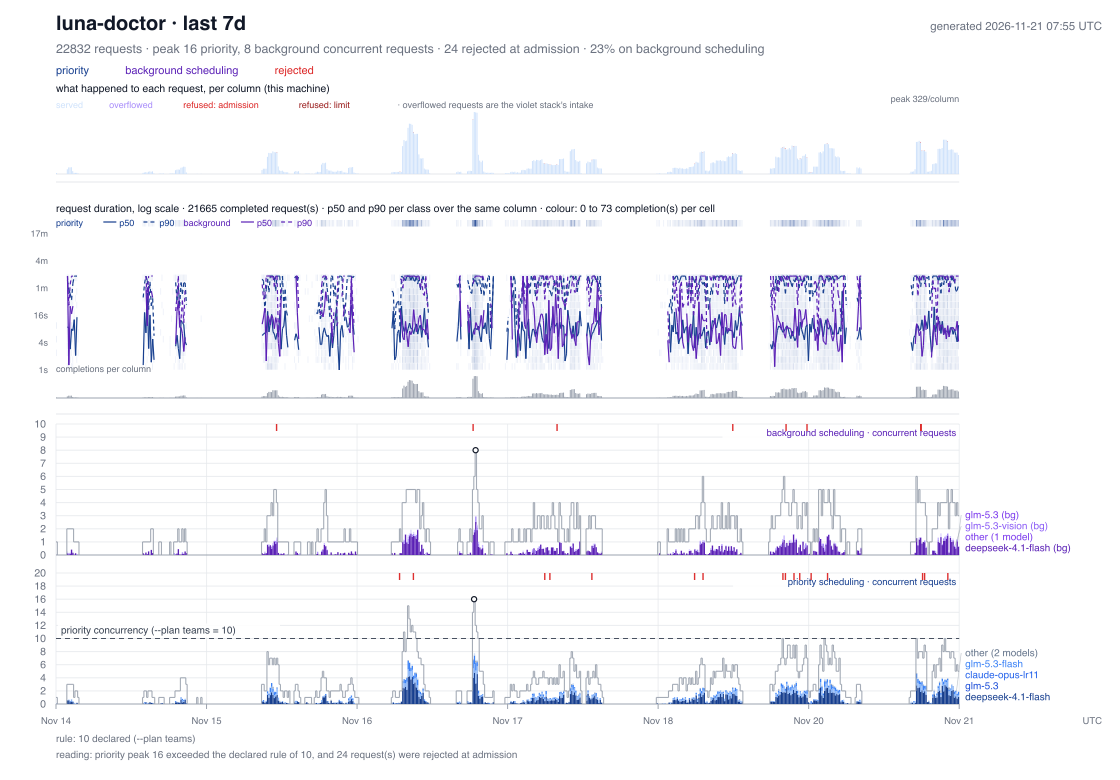 luna-doctor · last 7d
generated 2026-11-21 07:55 UTC
22832 requests · peak 16 priority, 8 background concurrent requests · 24 rejected at admission · 23% on background scheduling
priority background scheduling rejected
what happened to each request, per column (this machine)
served overflowed refused: admission refused: limit · overflowed requests are the violet stack's intake
peak 329/column
request duration, log scale · 21665 completed request(s) · p50 and p90 per class over the same column · colour: 0 to 73 completion(s) per cell
priority p50 p90 background p50 p90
17m
4m
1m
16s
4s
1s
completions per column
10
9
8
7
6
5
4
3
2
1
0
background scheduling · concurrent requests
glm-5.3 (bg)
glm-5.3-vision (bg)
other (1 model)
deepseek-4.1-flash (bg)
20
18
16
14
12
10
8
6
4
2
0
priority scheduling · concurrent requests
priority concurrency (--plan teams = 10)
other (2 models)
glm-5.3-flash
claude-opus-lr11
glm-5.3
deepseek-4.1-flash
Nov 14 Nov 15 Nov 16 Nov 17 Nov 18 Nov 20 Nov 21 UTC
rule: 10 declared (--plan teams)
reading: priority peak 16 exceeded the declared rule of 10, and 24 request(s) were rejected at admission